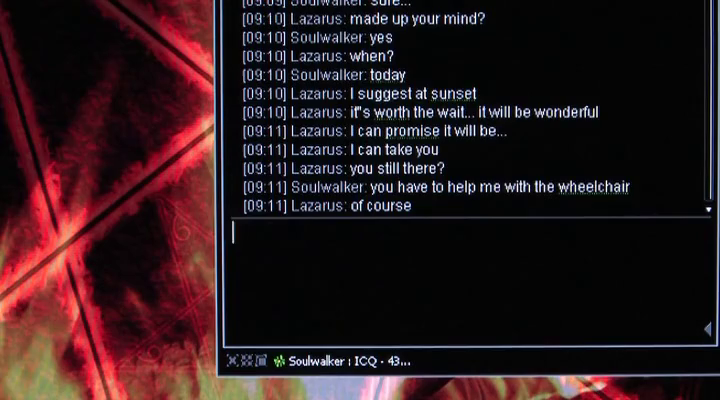 [09:09] Soulwalker: sure...
[09:10] Lazarus: made up your mind?
[09:10] Soulwalker: yes
[09:10] Lazarus: when?
[09:10] Soulwalker: today
[09:10] Lazarus: I suggest at sunset
[09:10] Lazarus: it"s worth the wait... it will be wonderful
[09:11] Lazarus: I can promise it will be...
[09:11] Lazarus: I can take you
[09:11] Lazarus: you still there?
[09:11] Soulwalker: you have to help me with the wheelchair
[09:11] Lazarus: of course
Soulwalker : ICQ - 43...